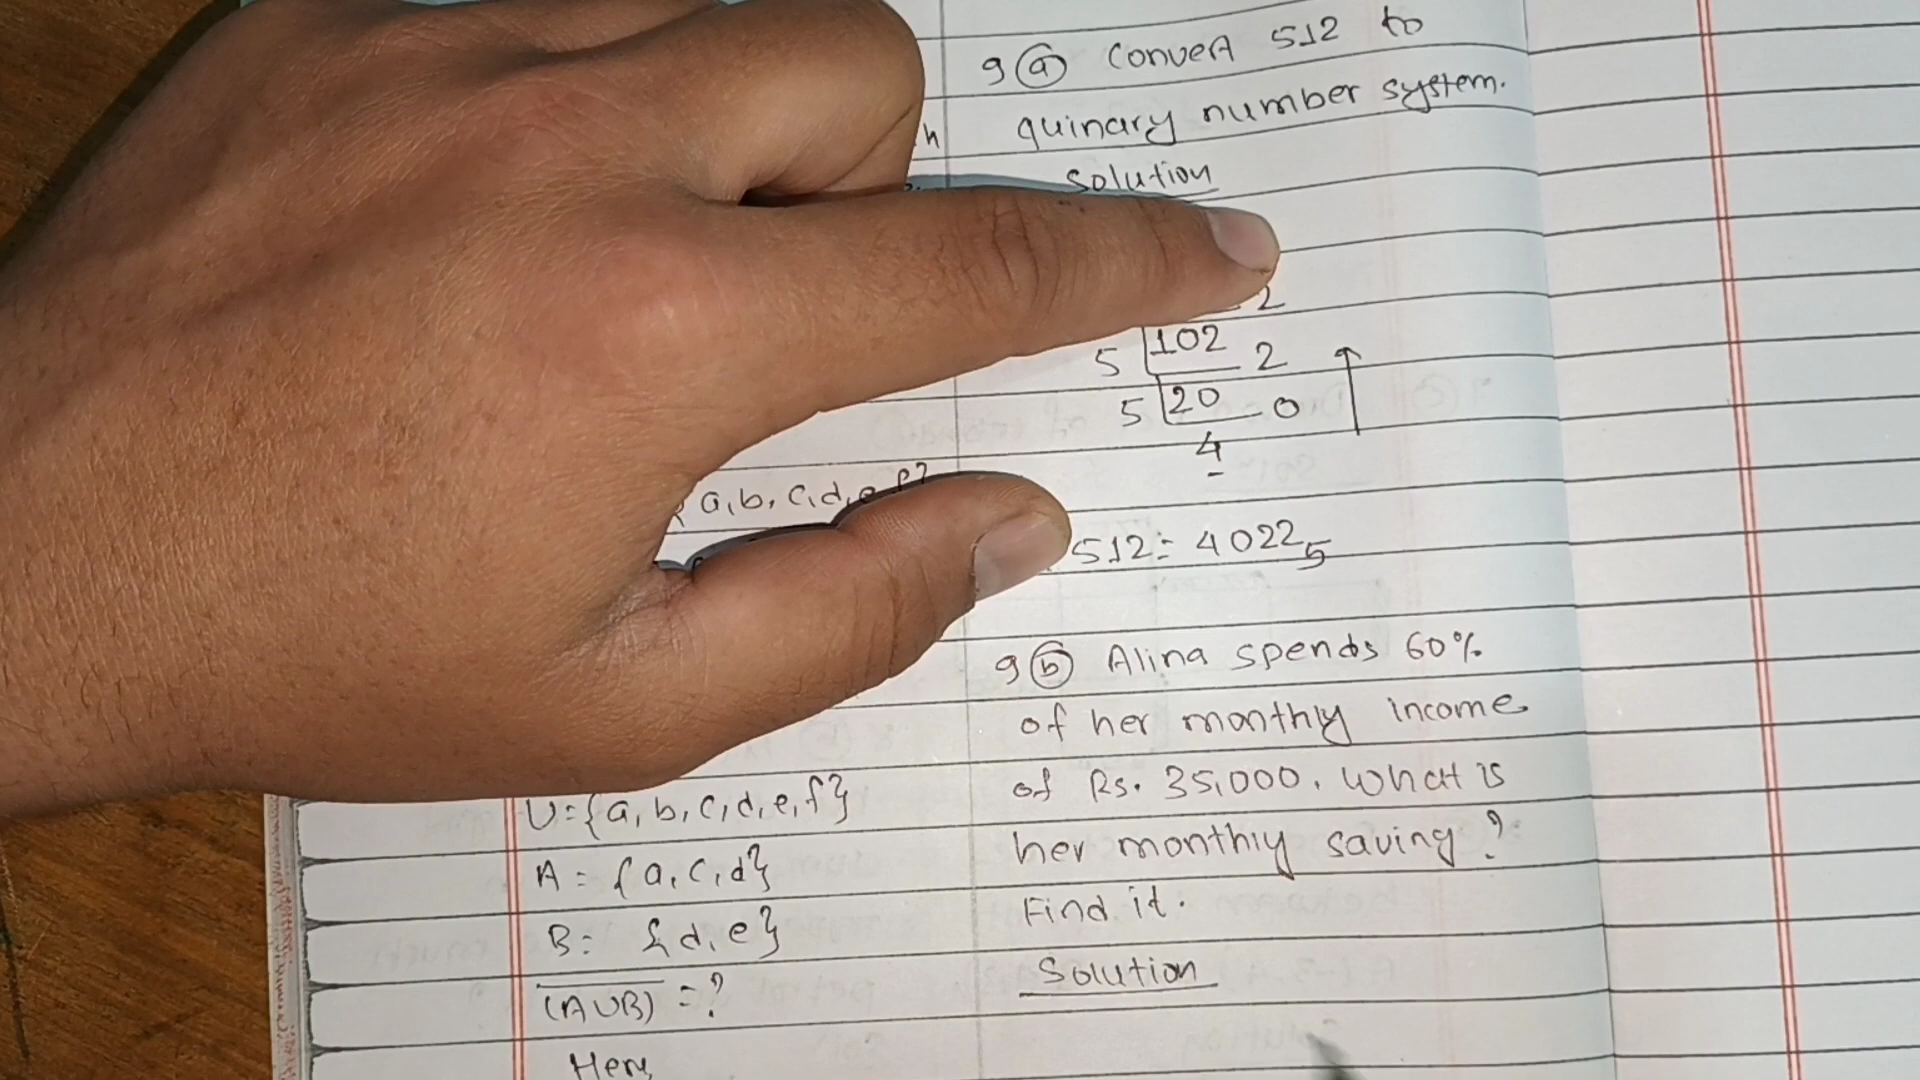 {a,b,c,d,e
U={a,b,c,d,e,f}
A = {a,c,d}
B= {d,e}
(A∪B) = ?
Here,
9 (a) Convert 512 to
quinary number system.
Solution
2
5 102 2
5 20 - 0
4
512= 4022₅
9 (b) Alina spends 60%
of her monthly income
of Rs. 35,000. What is
her monthly saving?
Find it.
Solution